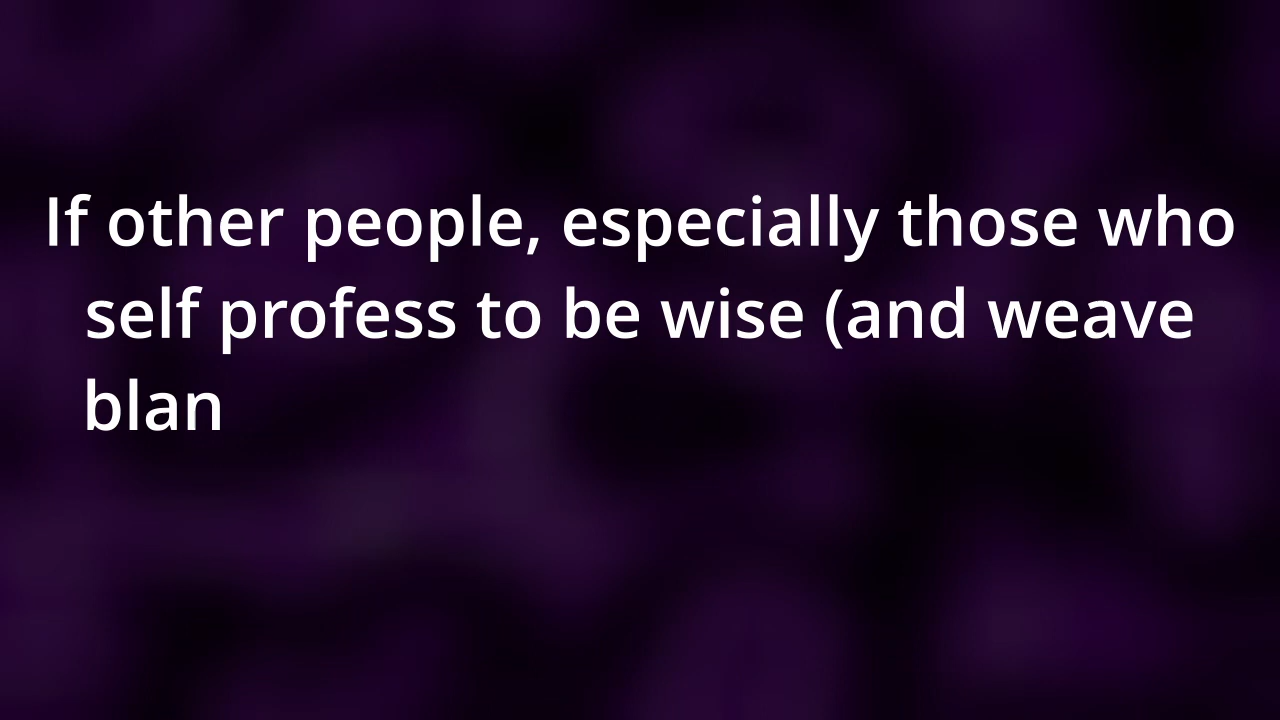 If other people, especially those who
self profess to be wise (and weave
blan